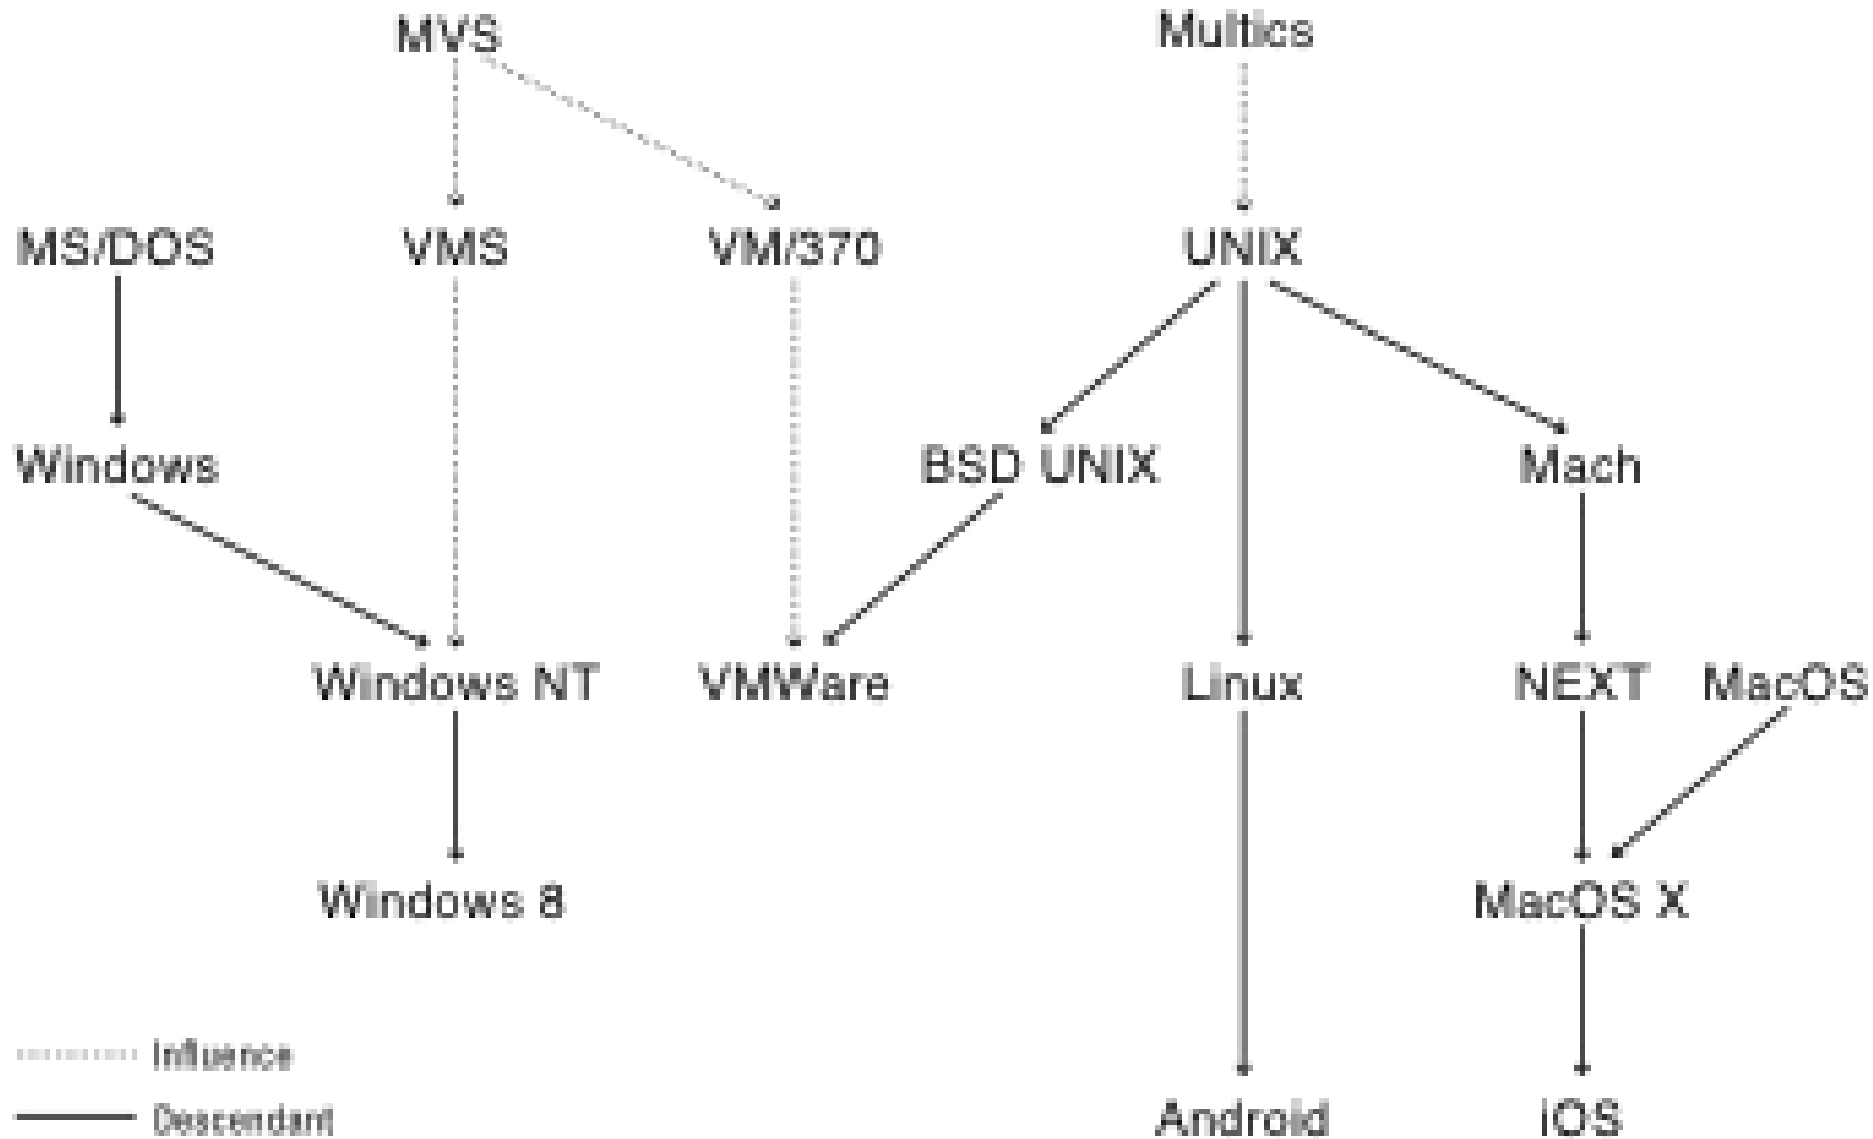 MVS Multics
MS/DOS VMS VM/370 UNIX
Windows BSD UNIX Mach
Windows NT VMWare Linux NEXT MacOS
Windows 8 MacOS X
Influence
Descendant Android iOS